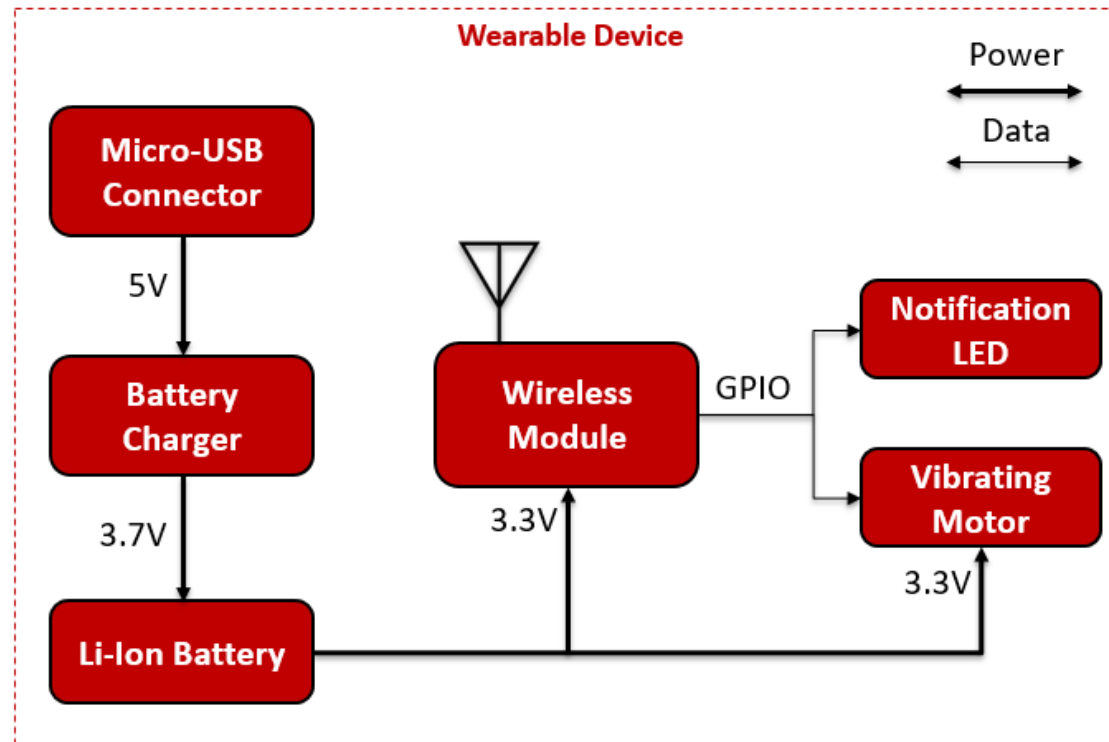 Wearable Device
Power
Data
Micro-USB
Connector
5V
Battery
Charger
3.7V
Li-Ion Battery
Wireless
Module
3.3V
GPIO
Notification
LED
Vibrating
Motor
3.3V